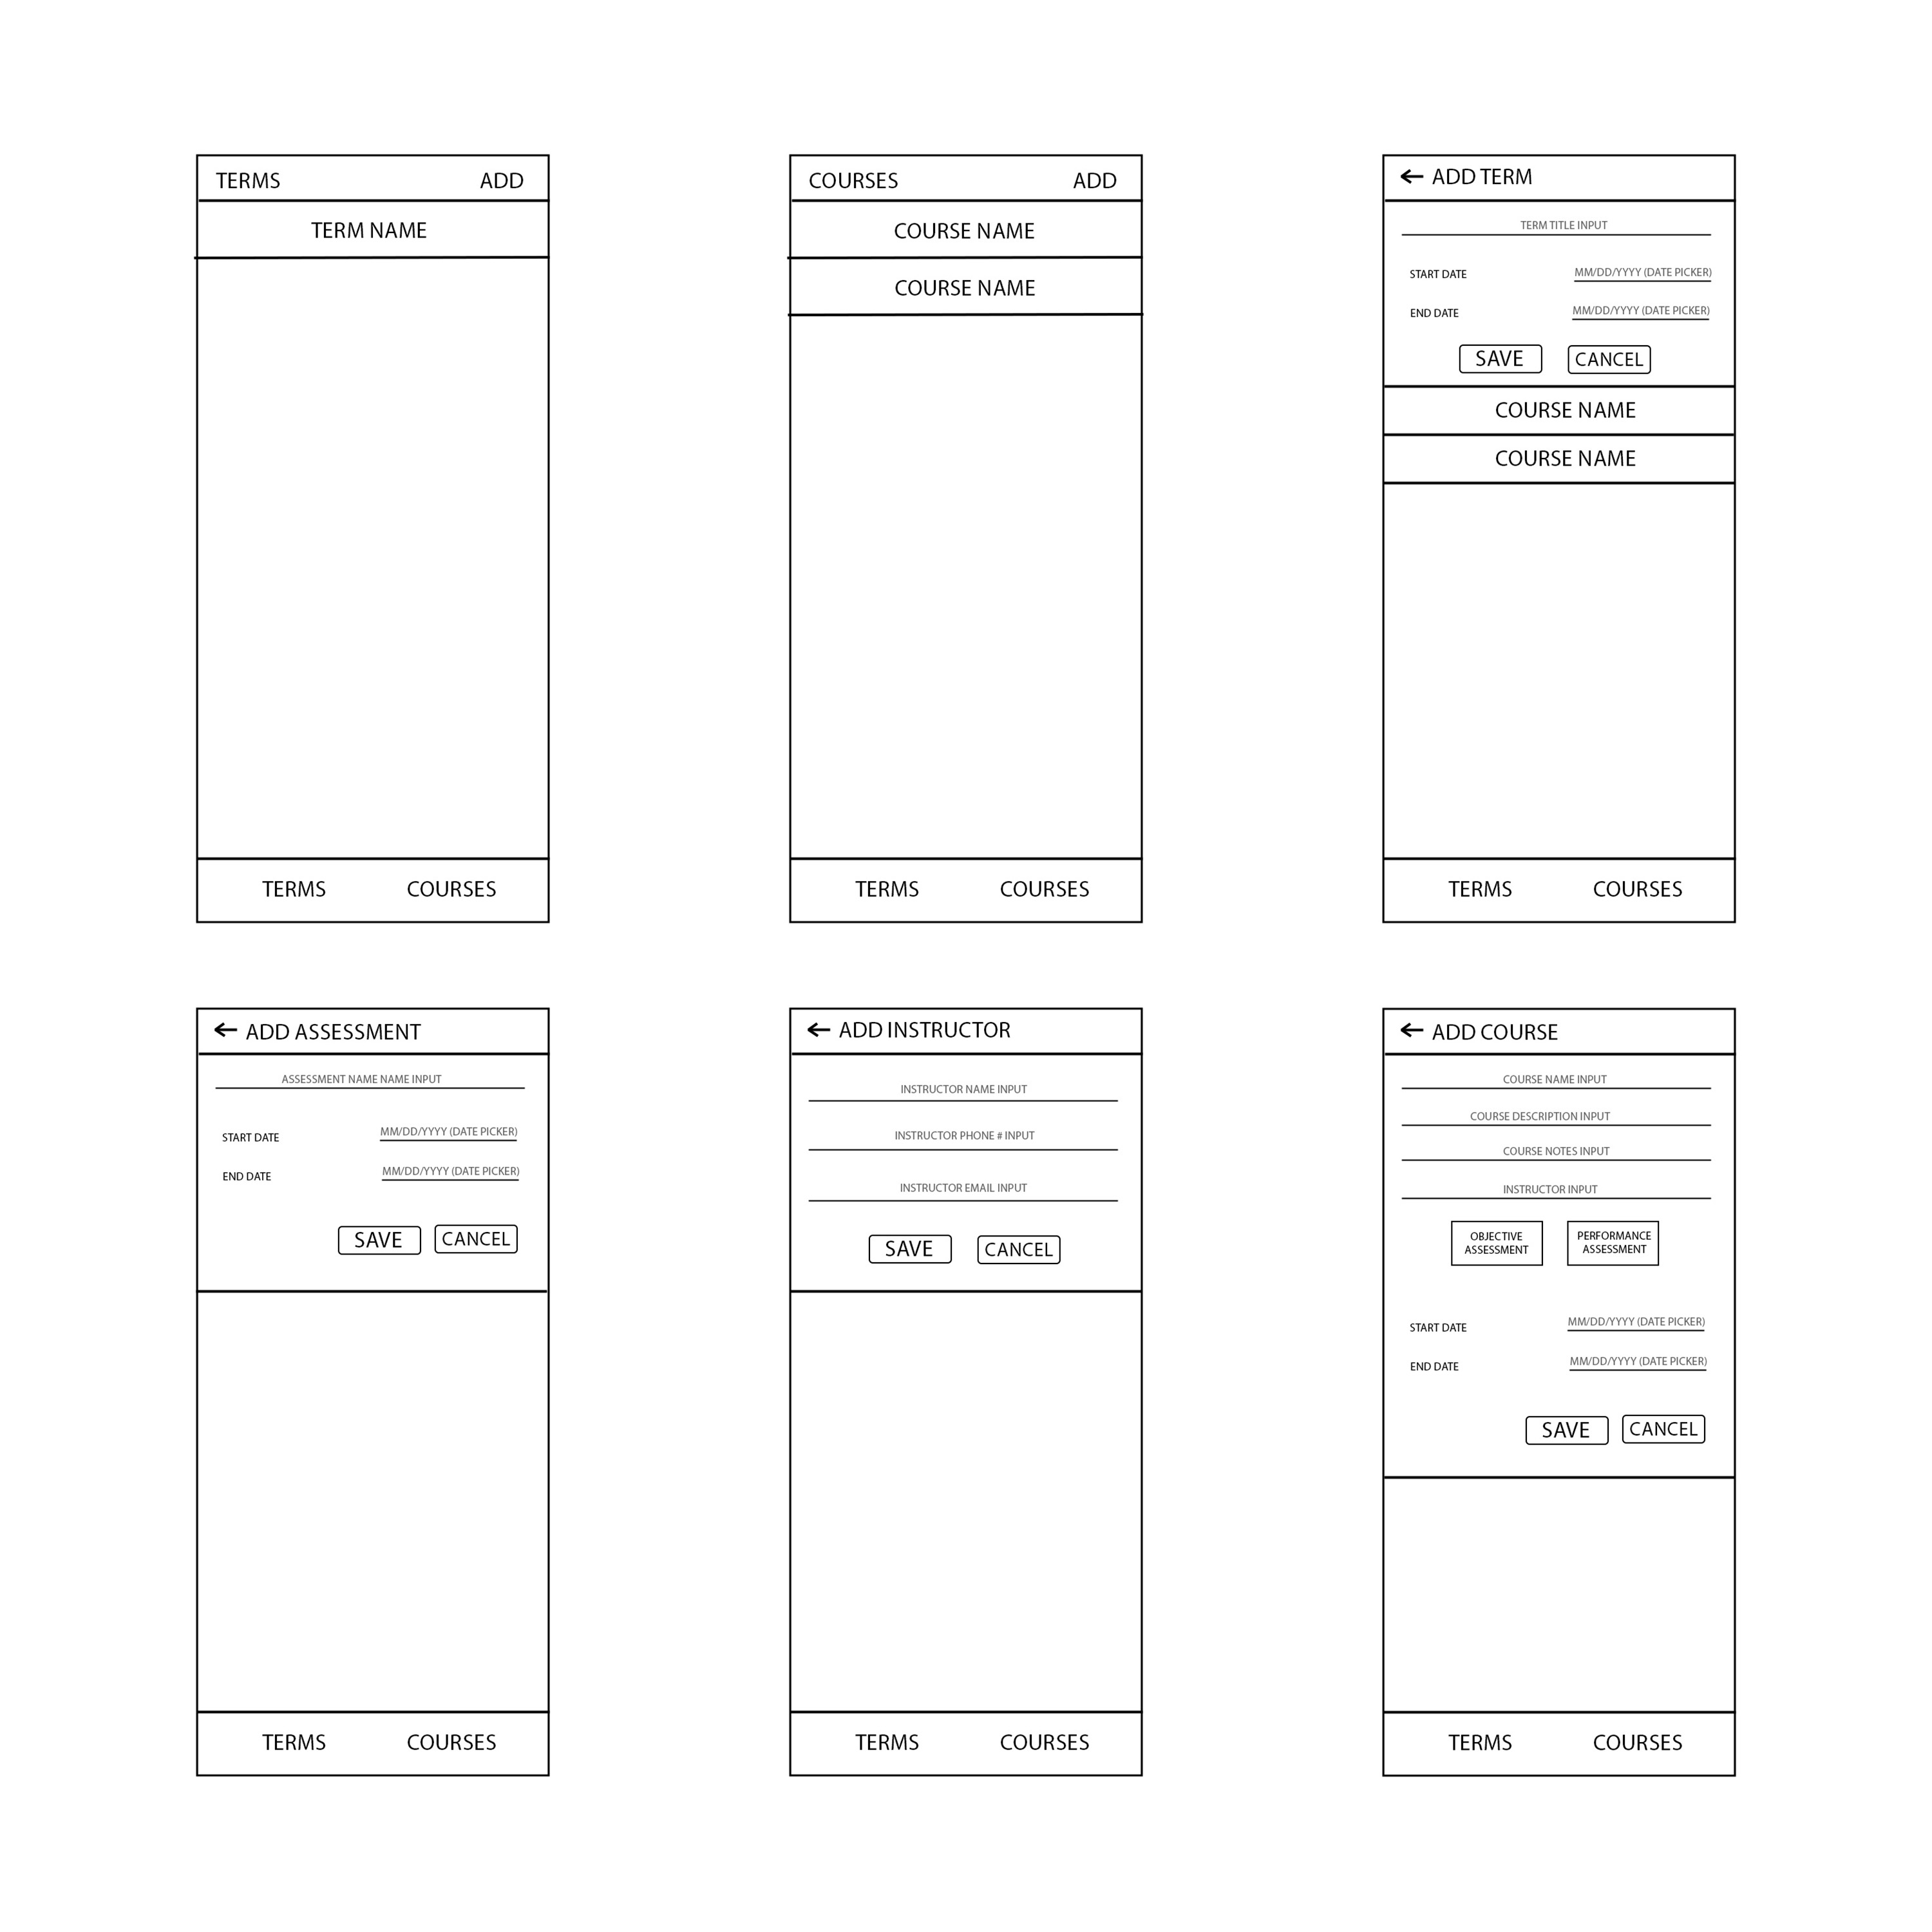 TERMS ADD
TERM NAME
TERMS COURSES
COURSES ADD
COURSE NAME
COURSE NAME
TERMS COURSES
ADD TERM
TERM TITLE INPUT
START DATE MM/DD/YYYY (DATE PICKER)
END DATE MM/DD/YYYY (DATE PICKER)
SAVE CANCEL
COURSE NAME
COURSE NAME
TERMS COURSES
ADD ASSESSMENT
ASSESSMENT NAME NAME INPUT
START DATE MM/DD/YYYY (DATE PICKER)
END DATE MM/DD/YYYY (DATE PICKER)
SAVE CANCEL
TERMS COURSES
ADD INSTRUCTOR
INSTRUCTOR NAME INPUT
INSTRUCTOR PHONE # INPUT
INSTRUCTOR EMAIL INPUT
SAVE CANCEL
TERMS COURSES
ADD COURSE
COURSE NAME INPUT
COURSE DESCRIPTION INPUT
COURSE NOTES INPUT
INSTRUCTOR INPUT
OBJECTIVE
ASSESSMENT
PERFORMANCE
ASSESSMENT
START DATE MM/DD/YYYY (DATE PICKER)
END DATE MM/DD/YYYY (DATE PICKER)
SAVE CANCEL
TERMS COURSES